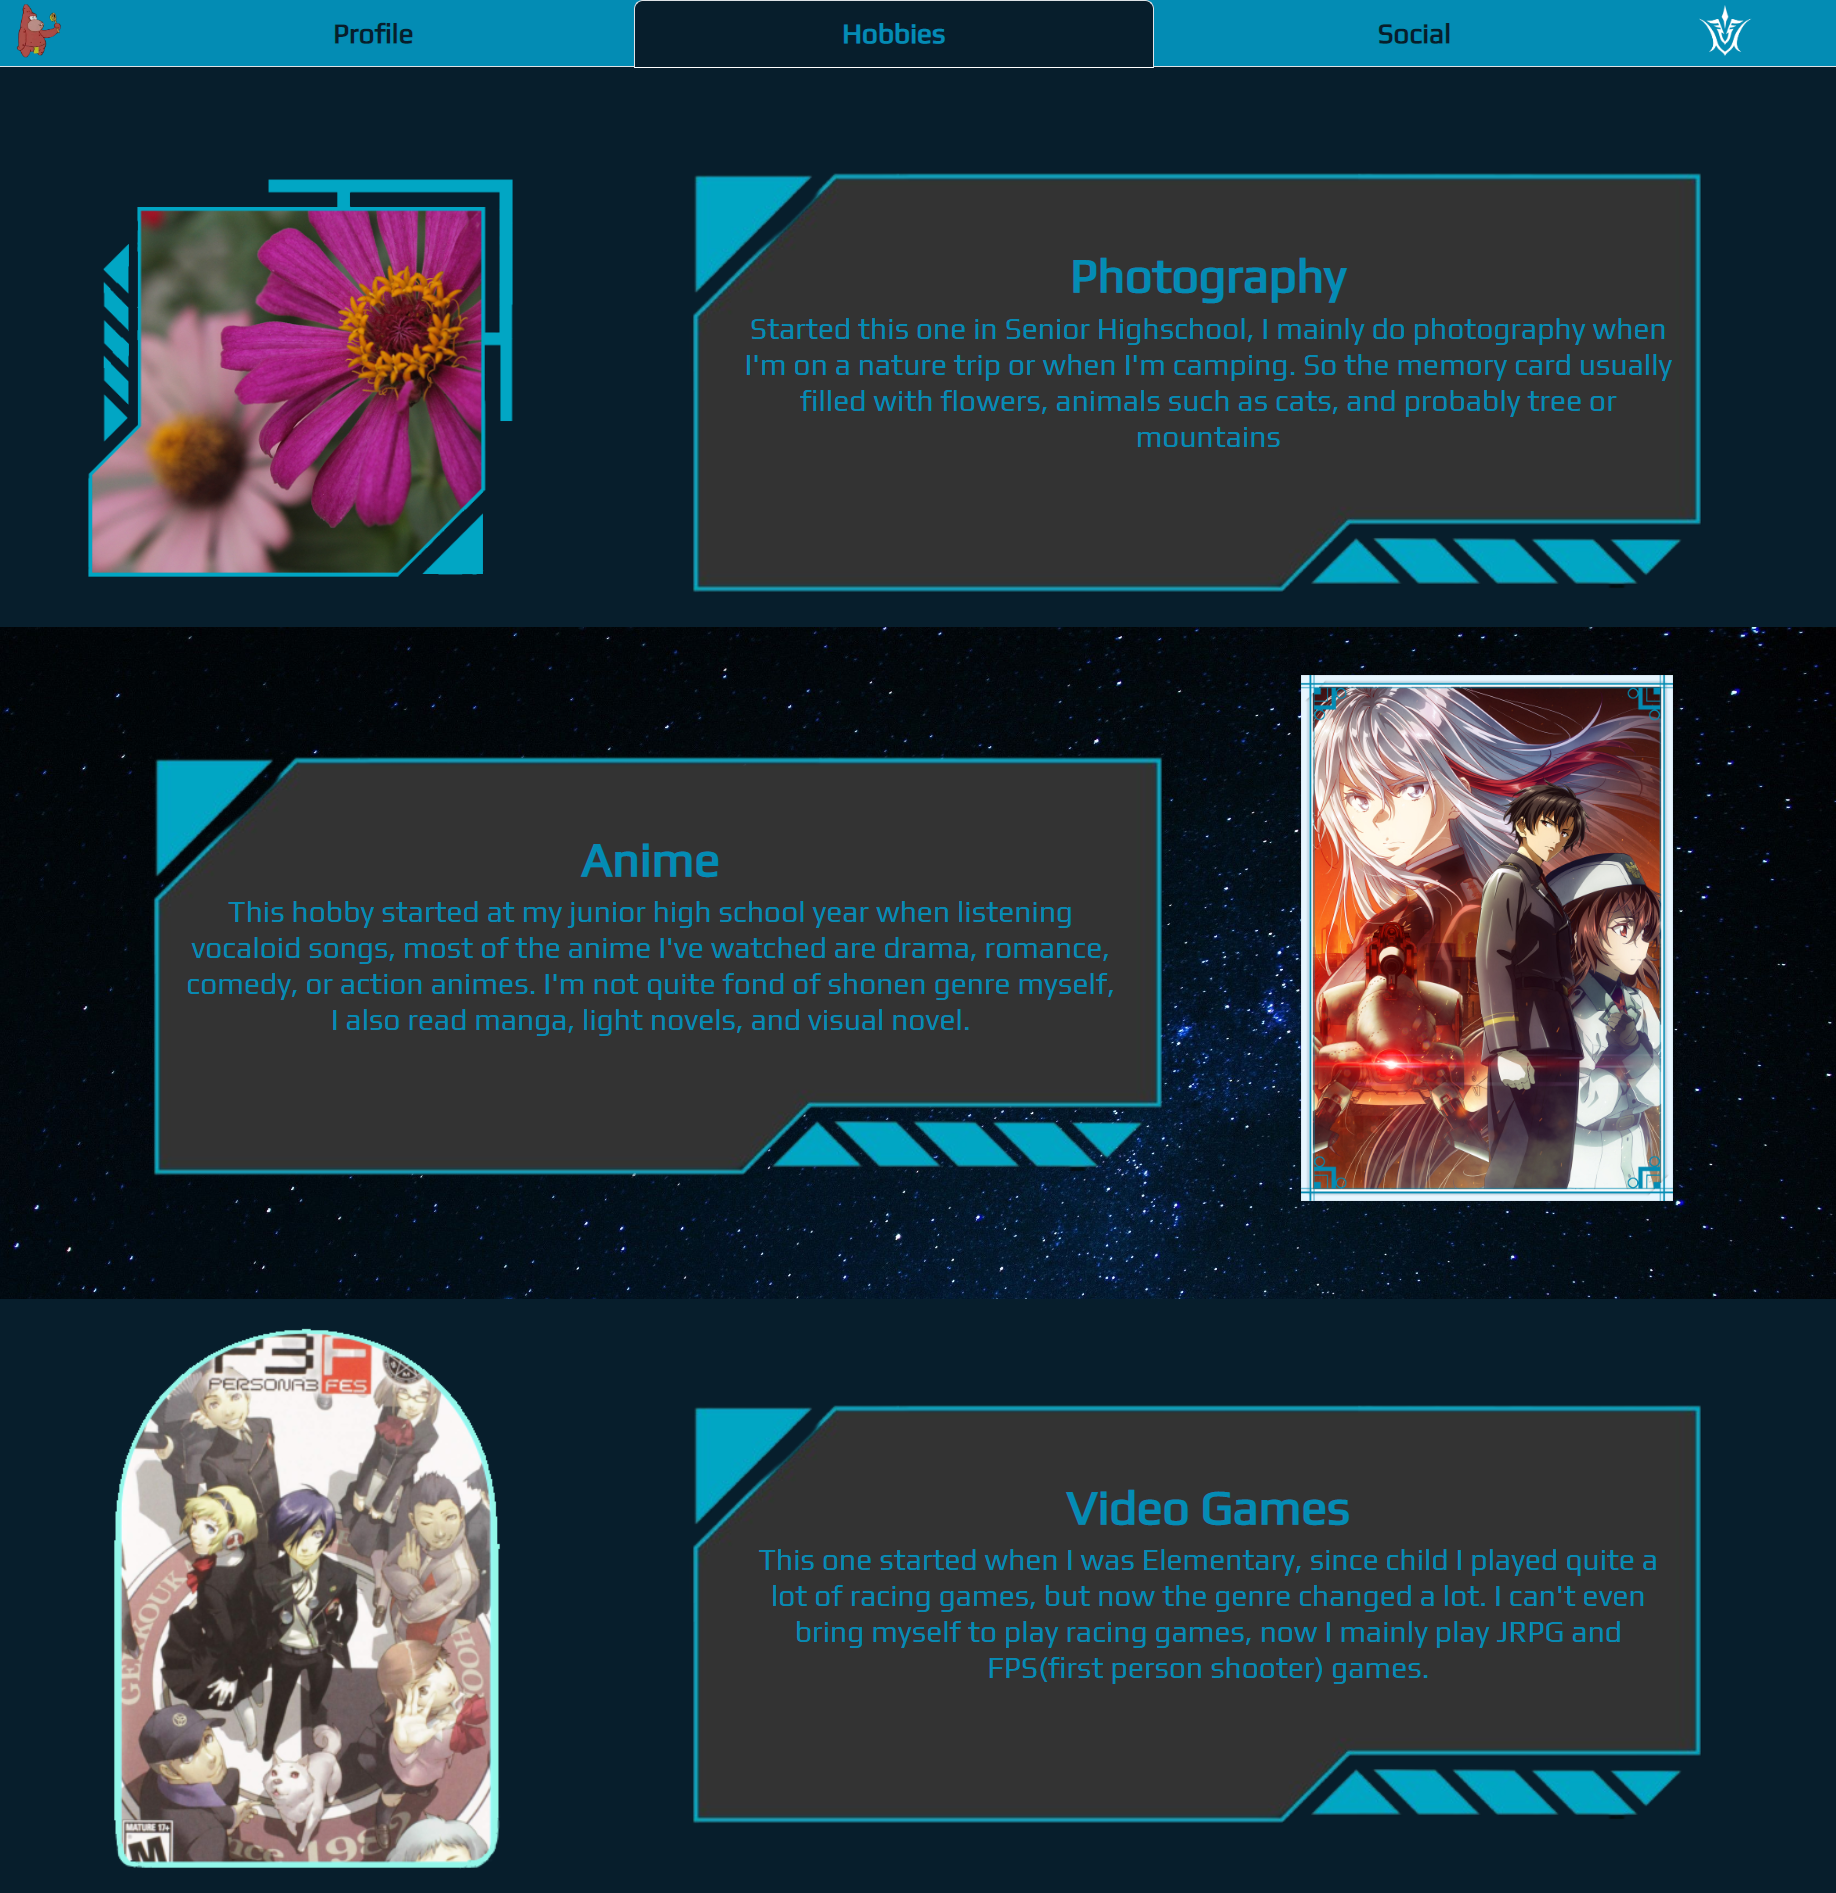 Profile
Hobbies
Social
Photography
Started this one in Senior Highschool, I mainly do photography when
I'm on a nature trip or when I'm camping. So the memory card usually
filled with flowers, animals such as cats, and probably tree or
mountains
Anime
This hobby started at my junior high school year when listening
vocaloid songs, most of the anime I've watched are drama, romance,
comedy, or action animes. I'm not quite fond of shonen genre myself,
I also read manga, light novels, and visual novel.
P3F
PERSONA3 FES
MATURE 17+
M
Video Games
This one started when I was Elementary, since child I played quite a
lot of racing games, but now the genre changed a lot. I can't even
bring myself to play racing games, now I mainly play JRPG and
FPS(first person shooter) games.